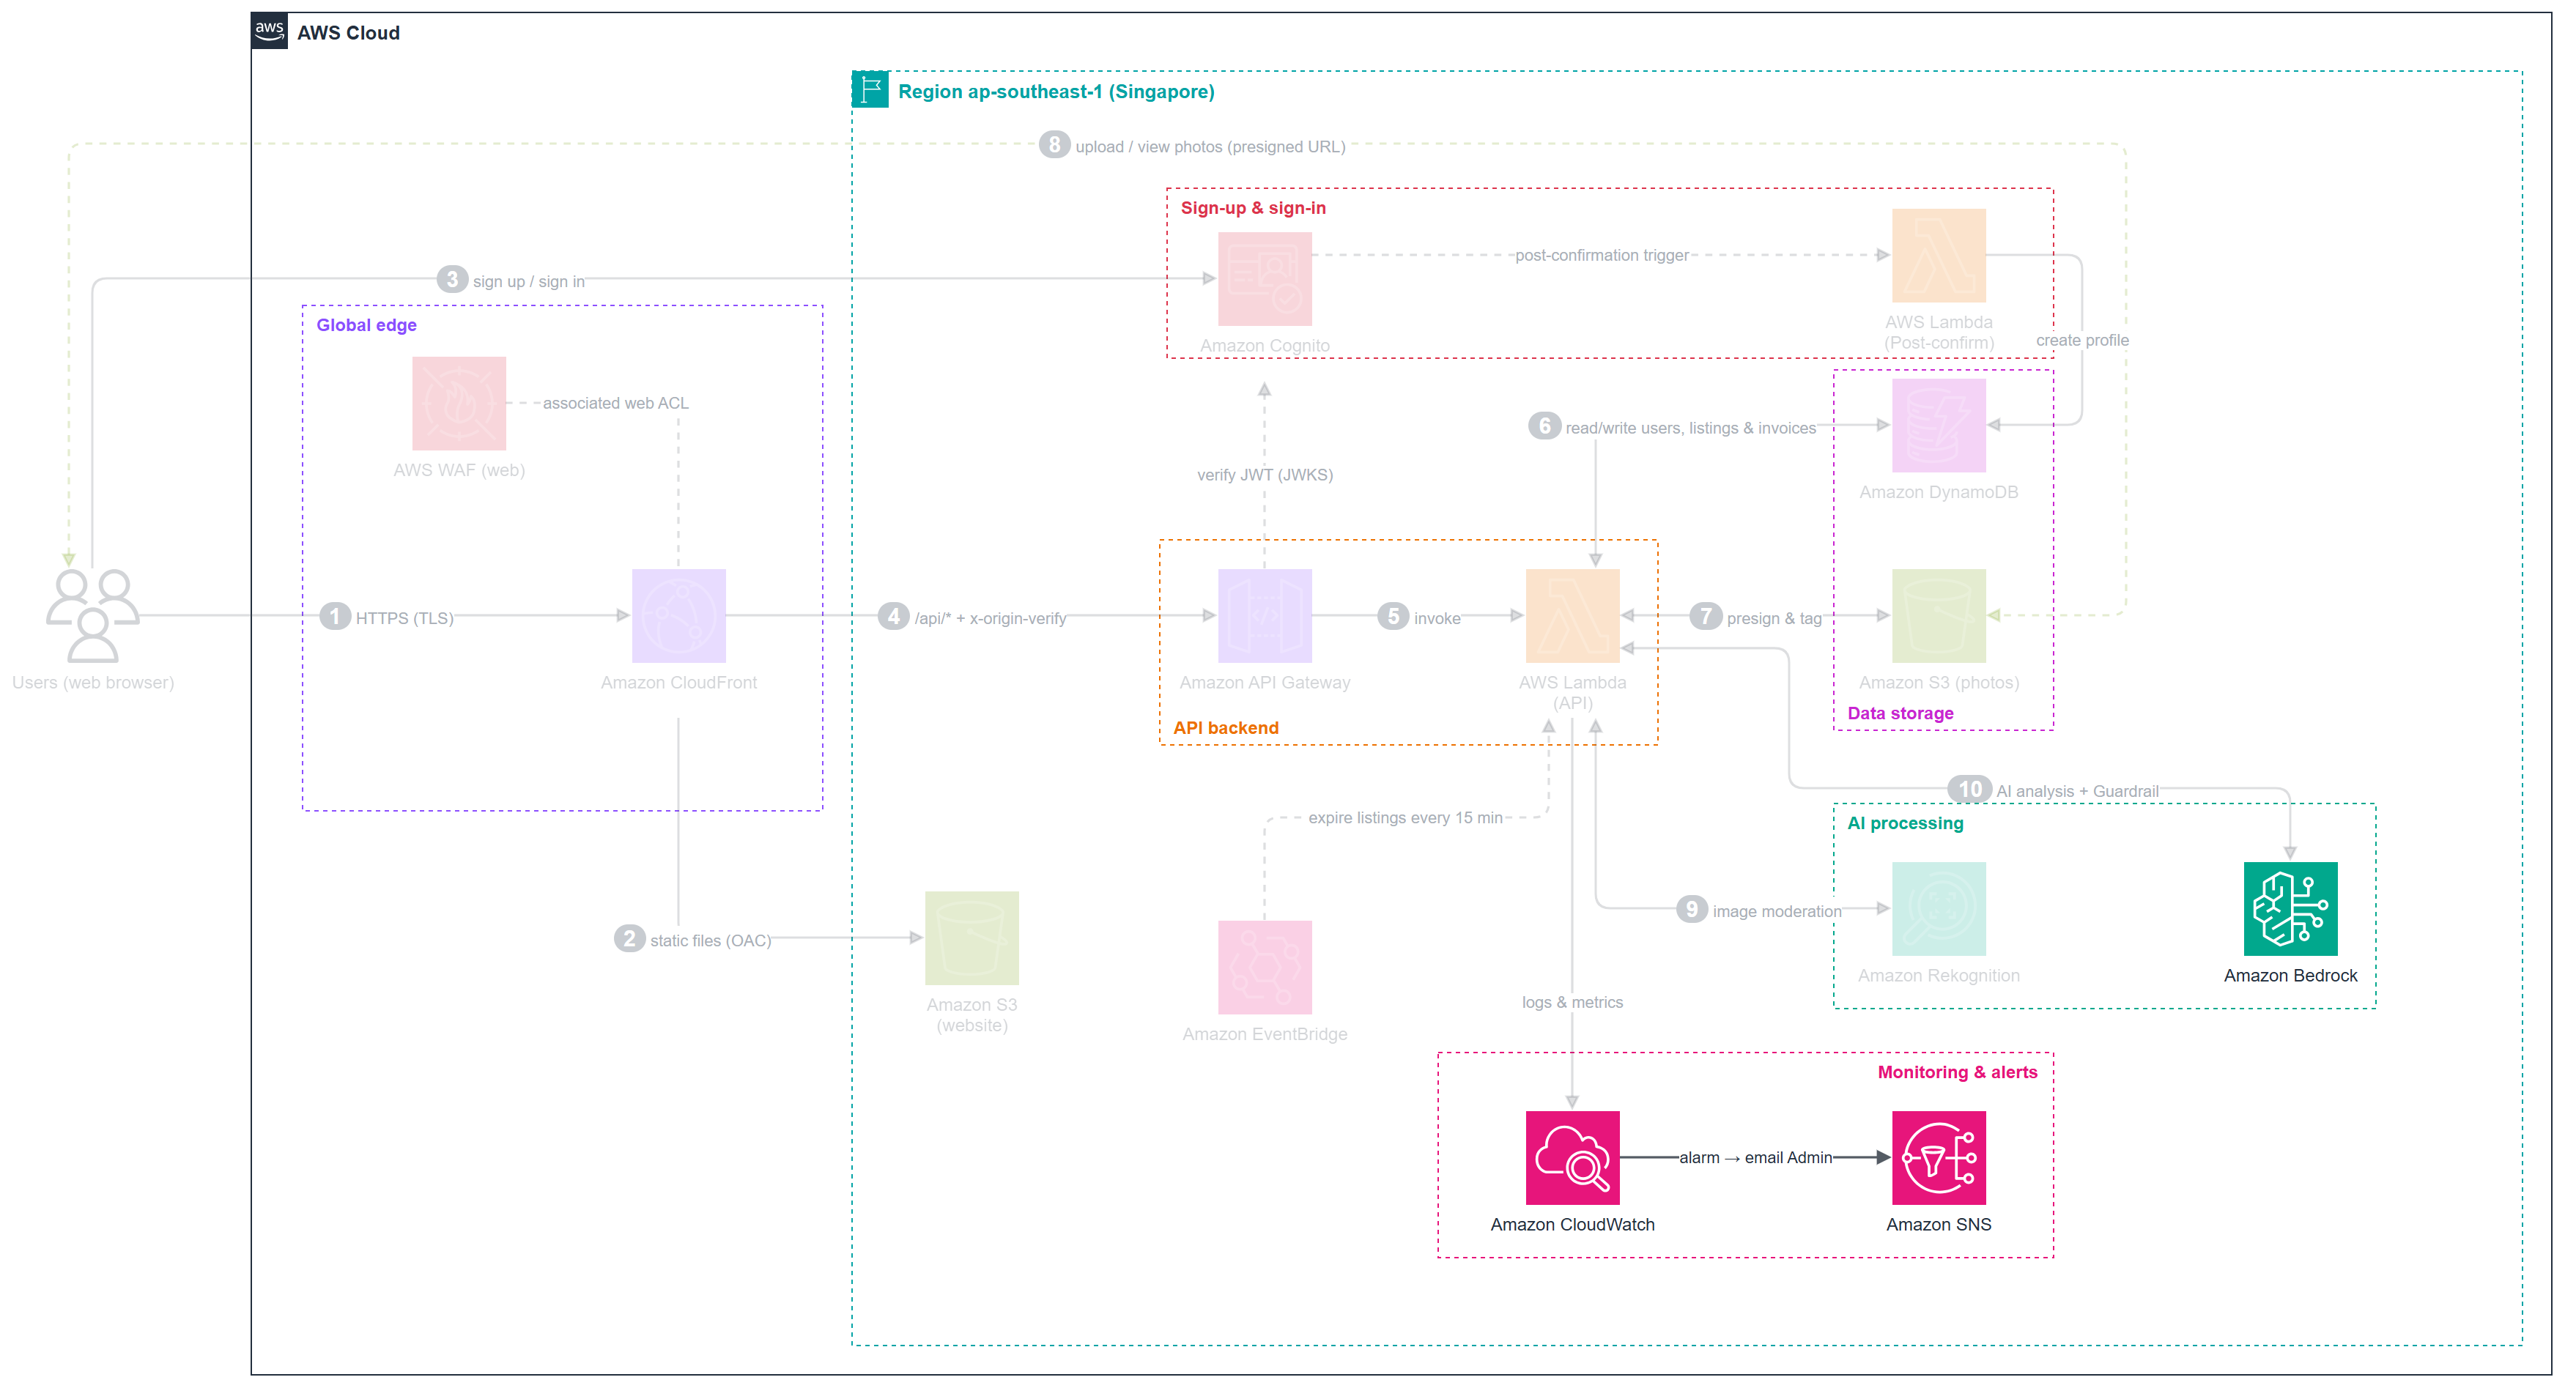 aws
AWS Cloud
Region ap-southeast-1 (Singapore)
8 upload / view photos (presigned URL)
Sign-up & sign-in
post-confirmation trigger
3 sign up / sign in
Global edge
AWS Lambda
(Post-confirm)
Amazon Cognito
create profile
associated web ACL
6 read/write users, listings & invoices
AWS WAF (web)
verify JWT (JWKS)
Amazon DynamoDB
1 HTTPS (TLS)
4 /api/* + x-origin-verify
5 invoke
7 presign & tag
Users (web browser)
Amazon CloudFront
Amazon API Gateway
AWS Lambda
(API)
Amazon S3 (photos)
Data storage
API backend
10 AI analysis + Guardrail
expire listings every 15 min
AI processing
9 image moderation
2 static files (OAC)
Amazon Rekognition
Amazon Bedrock
Amazon S3
(website)
logs & metrics
Amazon EventBridge
Monitoring & alerts
alarm → email Admin
Amazon CloudWatch
Amazon SNS